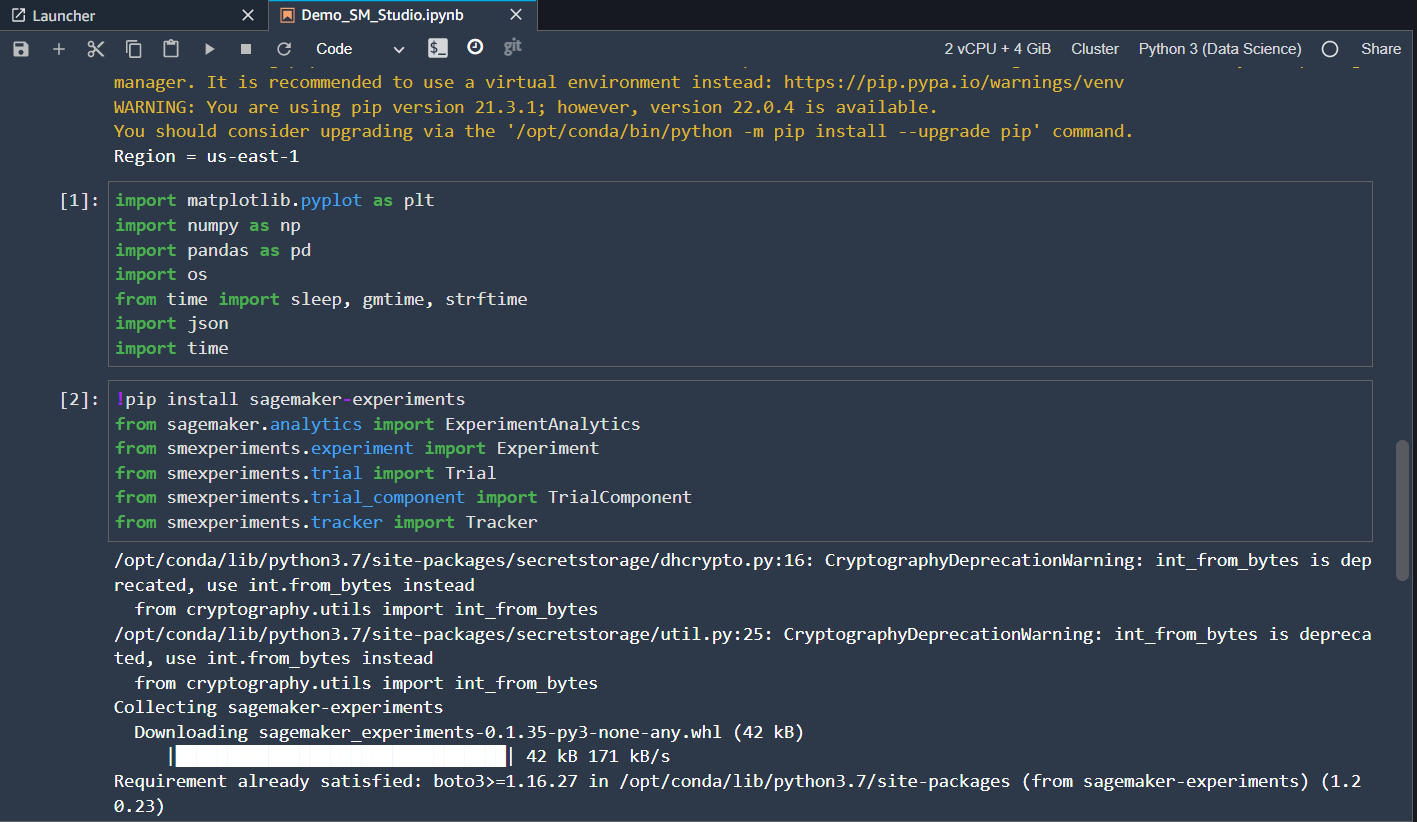 Launcher
Demo_SM_Studio.ipynb
Code
$_
git
2 vCPU + 4 GiB Cluster Python 3 (Data Science) Share
manager. It is recommended to use a virtual environment instead: https://pip.pypa.io/warnings/venv
WARNING: You are using pip version 21.3.1; however, version 22.0.4 is available.
You should consider upgrading via the '/opt/conda/bin/python -m pip install --upgrade pip' command.
Region = us-east-1
[1]: import matplotlib.pyplot as plt
import numpy as np
import pandas as pd
import os
from time import sleep, gmtime, strftime
import json
import time
[2]: !pip install sagemaker-experiments
from sagemaker.analytics import ExperimentAnalytics
from smexperiments.experiment import Experiment
from smexperiments.trial import Trial
from smexperiments.trial_component import TrialComponent
from smexperiments.tracker import Tracker
/opt/conda/lib/python3.7/site-packages/secretstorage/dhcrypto.py:16: CryptographyDeprecationWarning: int_from_bytes is dep
recated, use int.from_bytes instead
from cryptography.utils import int_from_bytes
/opt/conda/lib/python3.7/site-packages/secretstorage/util.py:25: CryptographyDeprecationWarning: int_from_bytes is depreca
ted, use int.from_bytes instead
from cryptography.utils import int_from_bytes
Collecting sagemaker-experiments
Downloading sagemaker_experiments-0.1.35-py3-none-any.whl (42 kB)
|████████████████████████████████| 42 kB 171 kB/s
Requirement already satisfied: boto3>=1.16.27 in /opt/conda/lib/python3.7/site-packages (from sagemaker-experiments) (1.2
0.23)